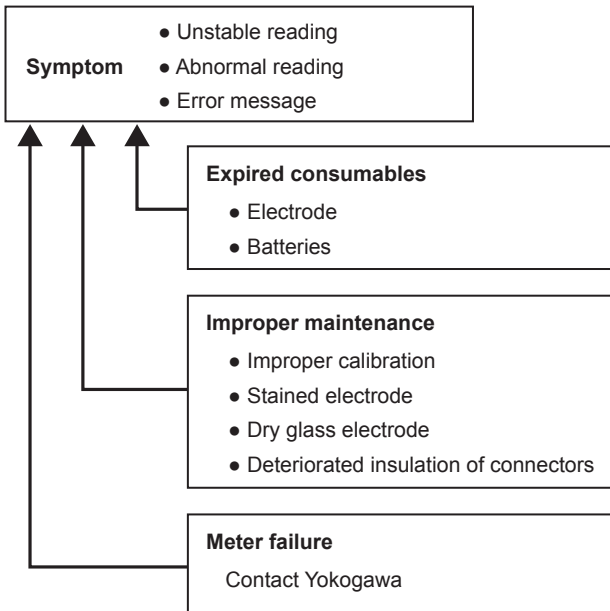 Symptom
● Unstable reading
● Abnormal reading
● Error message
Expired consumables
● Electrode
● Batteries
Improper maintenance
● Improper calibration
● Stained electrode
● Dry glass electrode
● Deteriorated insulation of connectors
Meter failure
Contact Yokogawa